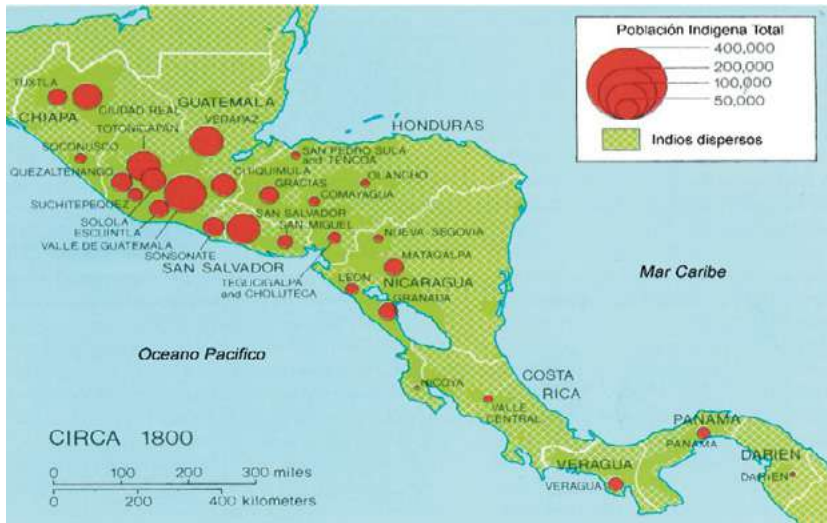 Población Indigena Total
400,000
200,000
100,000
50,000
Indios dispersos
TUXTLA
CIUDAD REAL
CHIAPA
TOTONICAPAN
GUATEMALA
VERAPAZ
SOCONUSCO
QUEZALTENANGO
SUCHITEPEQUEZ
SOLOLA
ESCUINTLA
VALLE DE GUATEMALA
SONSONATE
SAN SALVADOR
CHIQUIMULA
GRACIAS
SAN SALVADOR
SAN MIGUEL
HONDURAS
SAN PEDRO SULA
and TENCOA
OLANCHO
COMAYAGUA
NUEVA SEGOVIA
MATAGALPA
TEGUCIGALPA
and CHOLUTECA
LEON
NICARAGUA
GRANADA
Mar Caribe
Oceano Pacifico
NICOYA
COSTA
RICA
VALLE
CENTRAL
PANAMA
PANAMA
DARIEN
DARIEN
VERAGUA
VERAGUA
CIRCA 1800
0 100 200 300 miles
0 200 400 kilometers